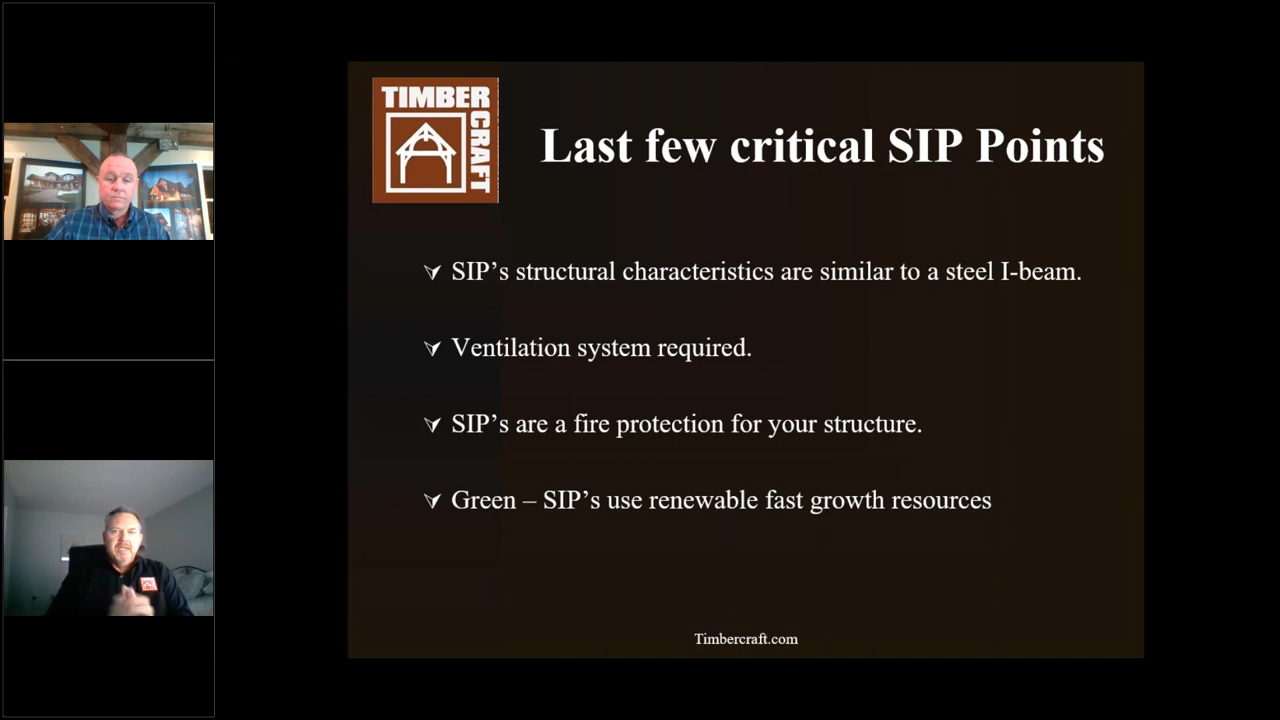 TIMBER
CRAFT
Last few critical SIP Points
SIP’s structural characteristics are similar to a steel I-beam.
Ventilation system required.
SIP’s are a fire protection for your structure.
Green – SIP’s use renewable fast growth resources
Timbercraft.com